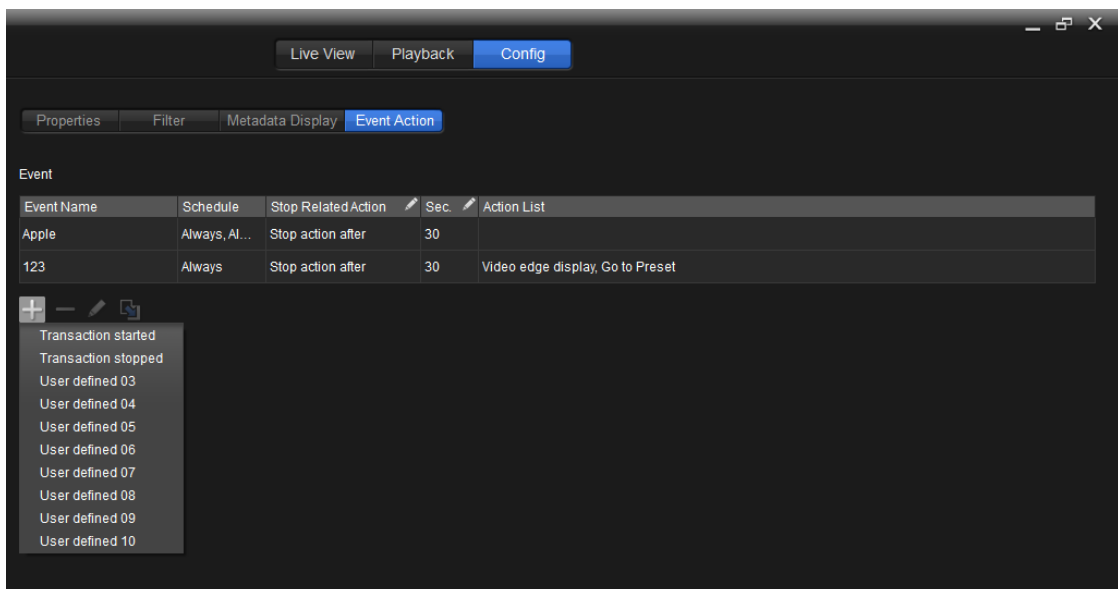 Live View Playback Config
Properties Filter Metadata Display Event Action
Event
Event Name Schedule Stop Related Action Sec. Action List
Apple Always, Al... Stop action after 30
123 Always Stop action after 30 Video edge display, Go to Preset
Transaction started
Transaction stopped
User defined 03
User defined 04
User defined 05
User defined 06
User defined 07
User defined 08
User defined 09
User defined 10